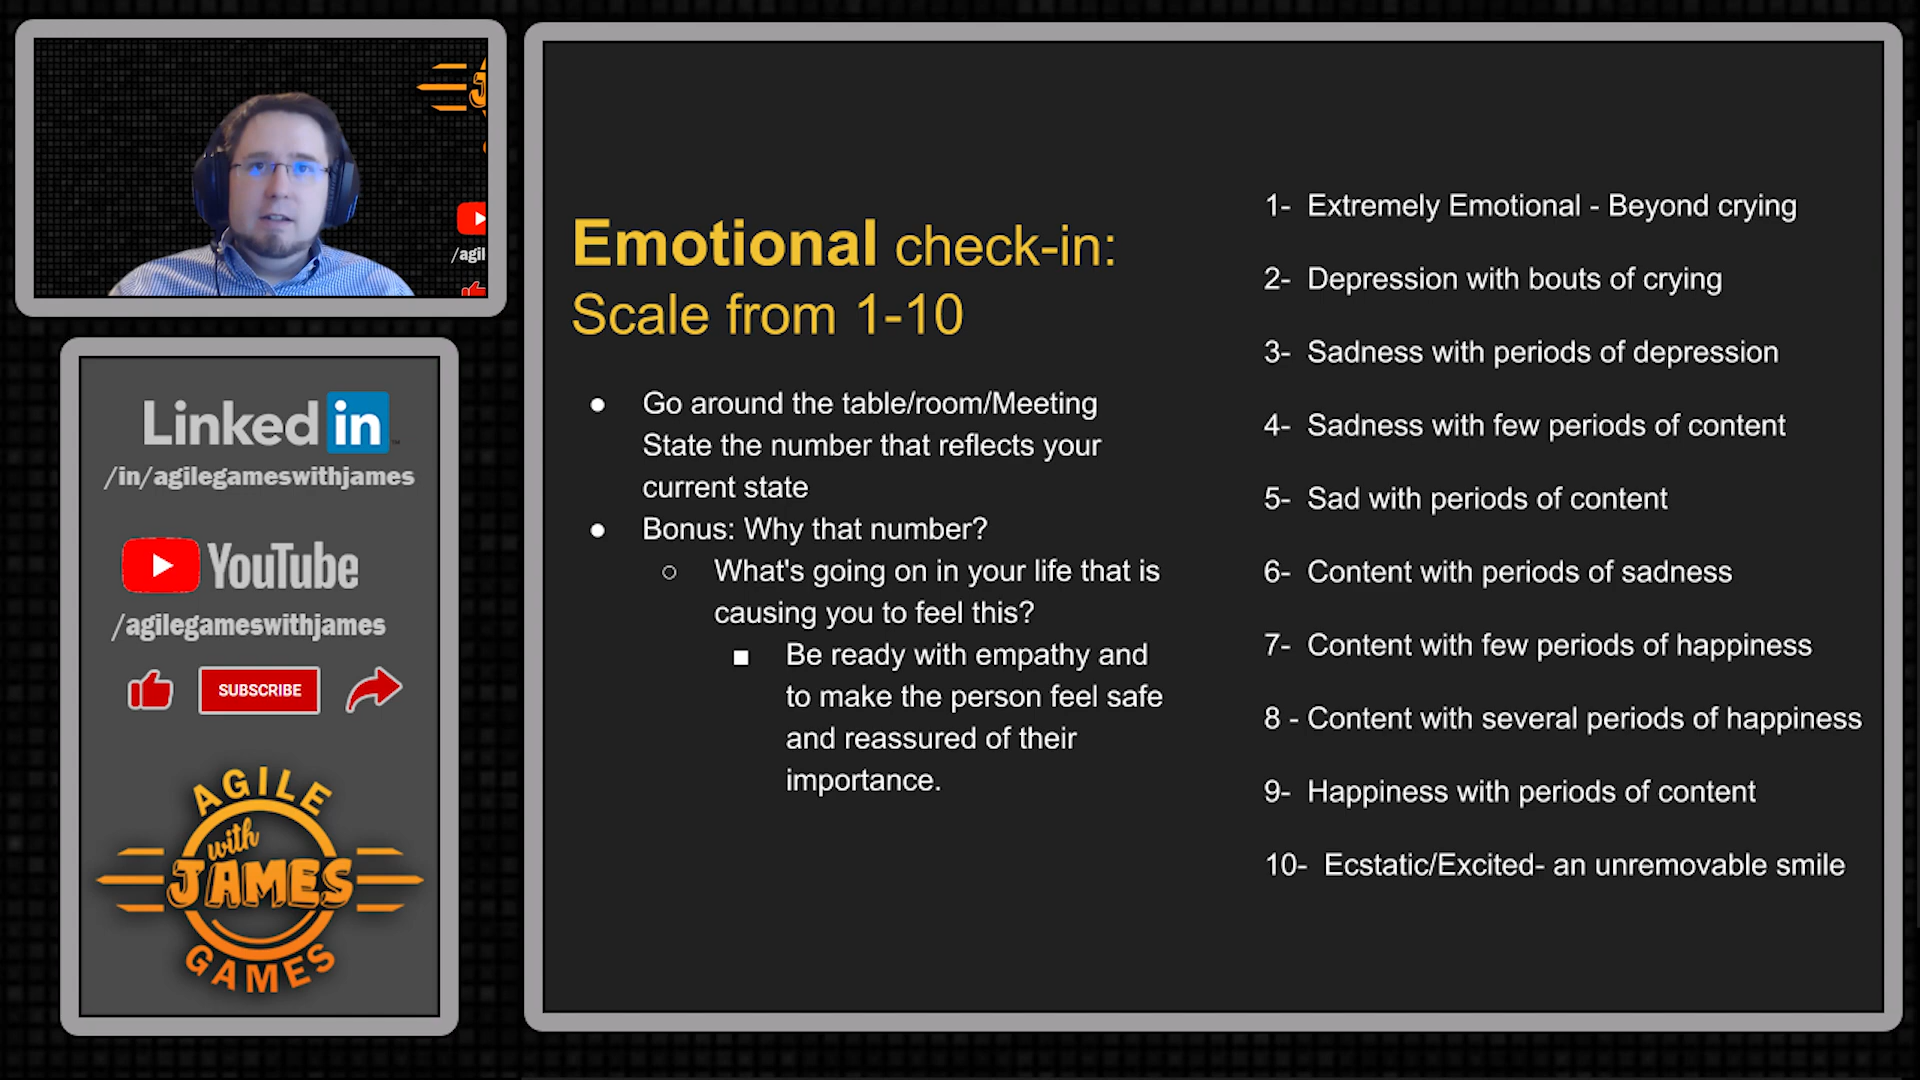 /agil
Linked in
/in/agilegameswithjames
YouTube
/agilegameswithjames
SUBSCRIBE
AGILE
with
JAMES
GAMES
Emotional check-in:
Scale from 1-10
● Go around the table/room/Meeting
State the number that reflects your
current state
● Bonus: Why that number?
○ What's going on in your life that is
causing you to feel this?
■ Be ready with empathy and
to make the person feel safe
and reassured of their
importance.
1- Extremely Emotional - Beyond crying
2- Depression with bouts of crying
3- Sadness with periods of depression
4- Sadness with few periods of content
5- Sad with periods of content
6- Content with periods of sadness
7- Content with few periods of happiness
8 - Content with several periods of happiness
9- Happiness with periods of content
10- Ecstatic/Excited- an unremovable smile